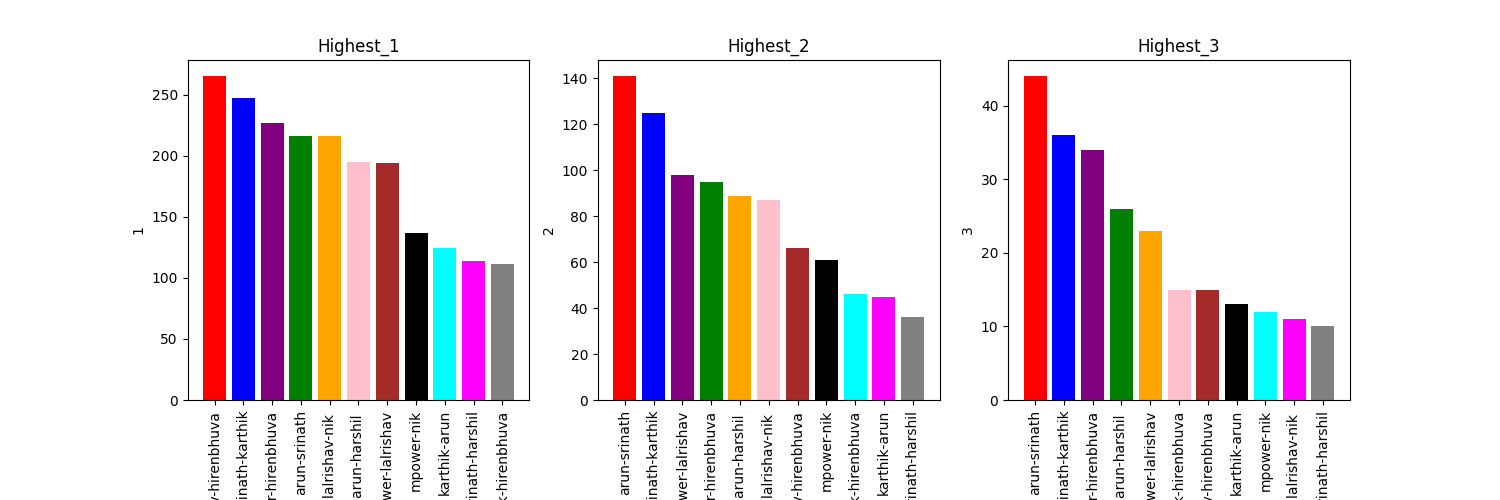 Highest_1
Highest_2
Highest_3
250
200
150
100
50
0
1
140
120
100
80
60
40
20
0
2
40
30
20
10
0
3
y-hirenbhuva
inath-karthik
r-hirenbhuva
arun-srinath
lalrishav-nik
arun-harshil
wer-lalrishav
mpower-nik
karthik-arun
inath-harshil
k-hirenbhuva
arun-srinath
inath-karthik
wer-lalrishav
r-hirenbhuva
arun-harshil
lalrishav-nik
y-hirenbhuva
mpower-nik
k-hirenbhuva
karthik-arun
inath-harshil
arun-srinath
inath-karthik
r-hirenbhuva
arun-harshil
wer-lalrishav
k-hirenbhuva
y-hirenbhuva
karthik-arun
mpower-nik
lalrishav-nik
inath-harshil